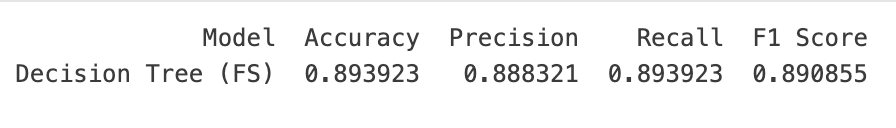 Model Accuracy Precision Recall F1 Score
Decision Tree (FS) 0.893923 0.888321 0.893923 0.890855